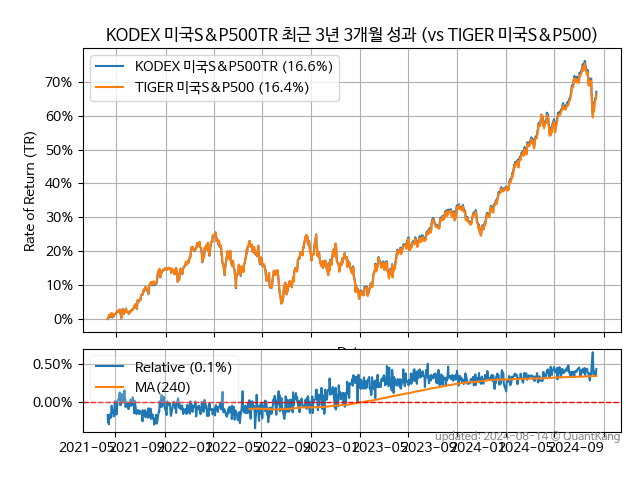 KODEX 미국S&P500TR 최근 3년 3개월 성과 (vs TIGER 미국S&P500)
KODEX 미국S&P500TR (16.6%)
TIGER 미국S&P500 (16.4%)
Rate of Return (TR)
70%
60%
50%
40%
30%
20%
10%
0%
0.50%
0.00%
Relative (0.1%)
MA(240)
updated: 2024-08-14 © QuantKang
2021-05 2021-09 2022-01 2022-05 2022-09 2023-01 2023-05 2023-09 2024-01 2024-05 2024-09